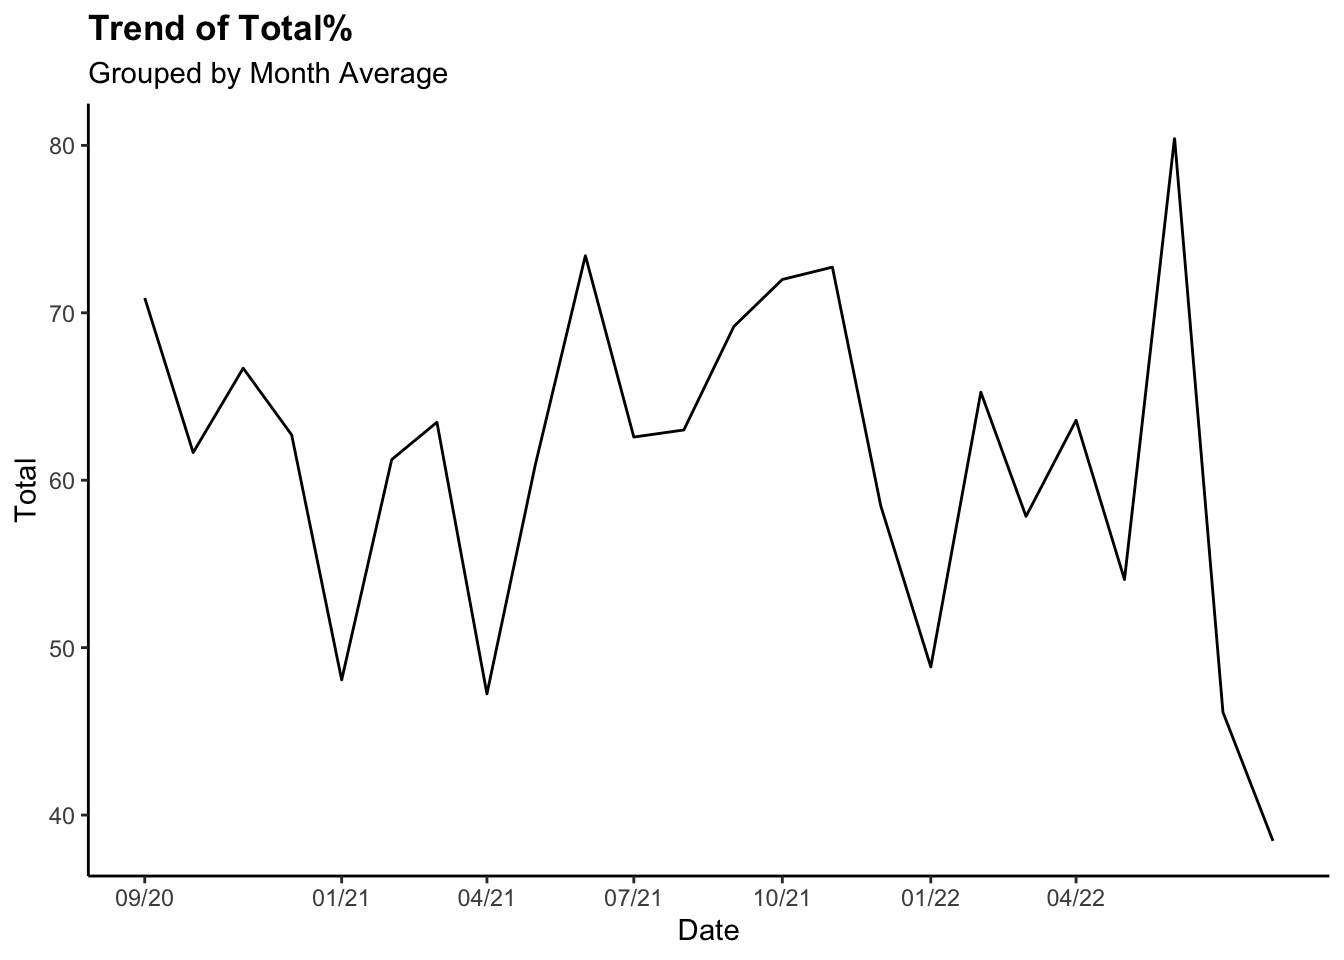 Trend of Total%
Grouped by Month Average
80
70
60
50
40
Total
09/20 01/21 04/21 07/21 10/21 01/22 04/22
Date